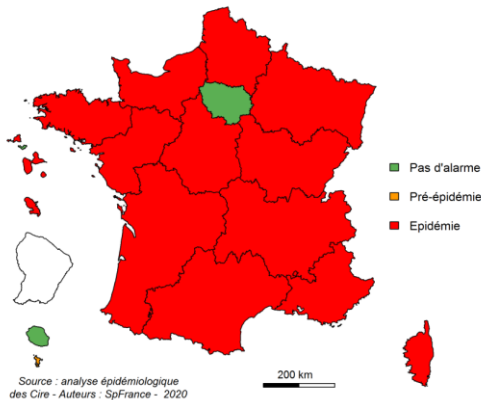 Pas d'alarme
Pré-épidémie
Epidémie
200 km
Source : analyse épidémiologique
des Cire - Auteurs : SpFrance - 2020